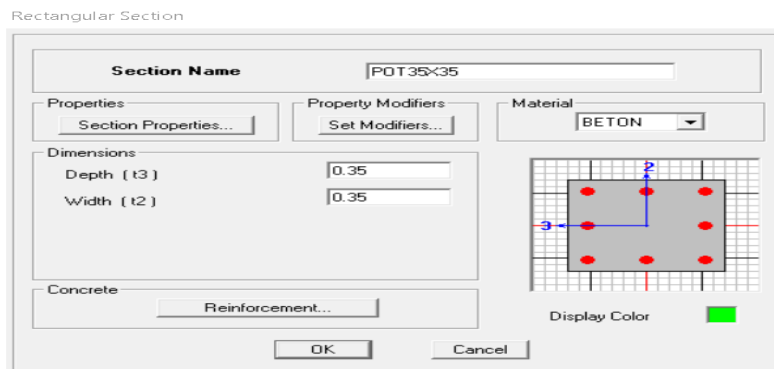 Rectangular Section
Section Name POT35X35
Properties Property Modifiers Material
Section Properties... Set Modifiers... BETON
Dimensions
Depth ( t3 ) 0.35
Width ( t2 ) 0.35
2
3
Concrete
Reinforcement...
Display Color
OK Cancel